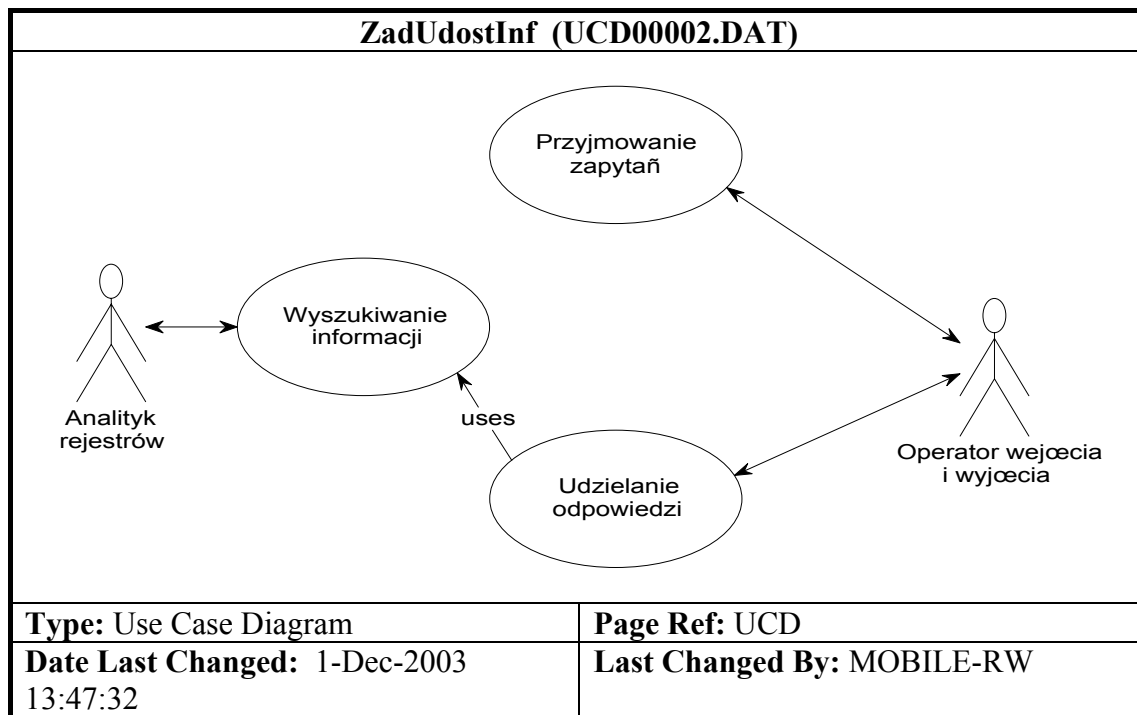 ZadUdostInf (UCD00002.DAT)
Przyjmowanie
zapytañ
Wyszukiwanie
informacji
uses
Analityk
rejestrów
Operator wejœcia
i wyjœcia
Udzielanie
odpowiedzi
Type: Use Case Diagram
Page Ref: UCD
Date Last Changed: 1-Dec-2003
13:47:32
Last Changed By: MOBILE-RW